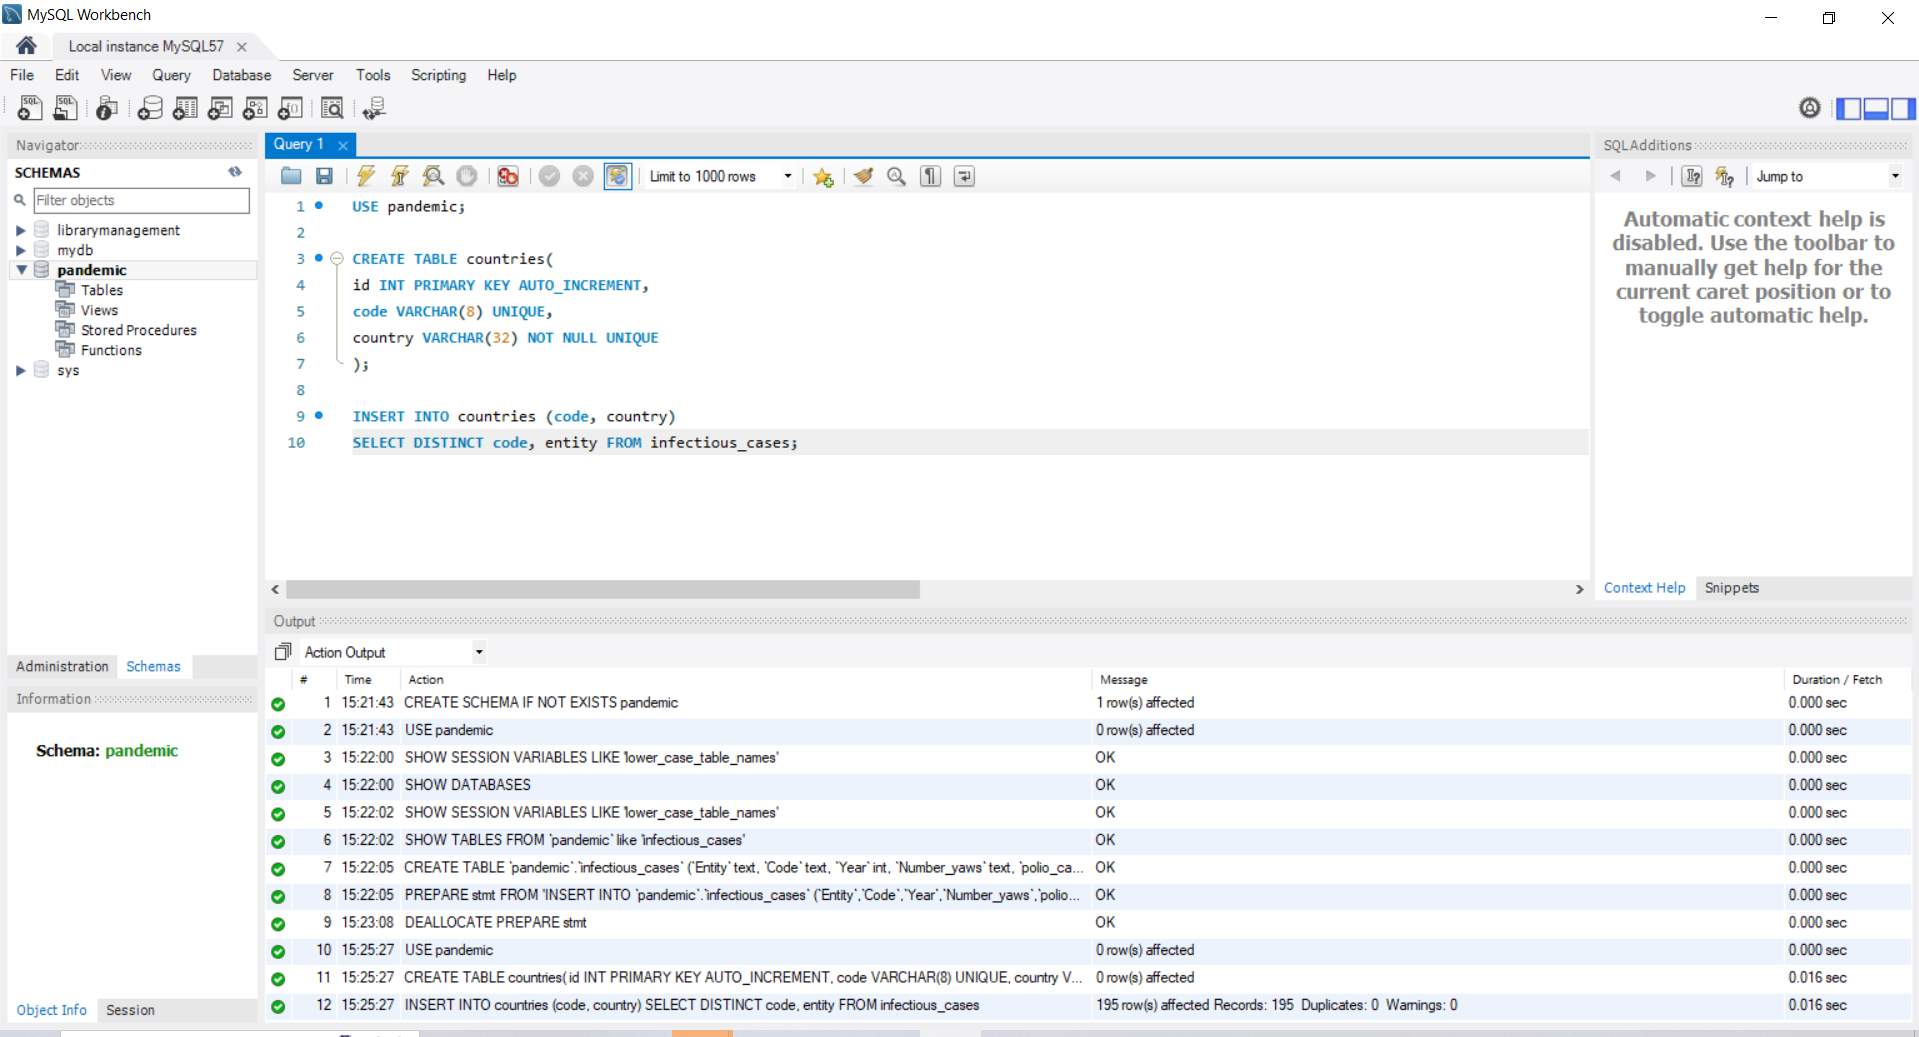 MySQL Workbench
Local instance MySQL57
File Edit View Query Database Server Tools Scripting Help
Navigator
SCHEMAS
Filter objects
librarymanagement
mydb
pandemic
Tables
Views
Stored Procedures
Functions
sys
Administration Schemas
Information
Schema: pandemic
Object Info Session
Query 1
Limit to 1000 rows
1 USE pandemic;
2
3 CREATE TABLE countries(
4 id INT PRIMARY KEY AUTO_INCREMENT,
5 code VARCHAR(8) UNIQUE,
6 country VARCHAR(32) NOT NULL UNIQUE
7 );
8
9 INSERT INTO countries (code, country)
10 SELECT DISTINCT code, entity FROM infectious_cases;
SQLAdditions
Jump to
Automatic context help is
disabled. Use the toolbar to
manually get help for the
current caret position or to
toggle automatic help.
Context Help Snippets
Output
Action Output
# Time Action Message Duration / Fetch
1 15:21:43 CREATE SCHEMA IF NOT EXISTS pandemic 1 row(s) affected 0.000 sec
2 15:21:43 USE pandemic 0 row(s) affected 0.000 sec
3 15:22:00 SHOW SESSION VARIABLES LIKE 'lower_case_table_names' OK 0.000 sec
4 15:22:00 SHOW DATABASES OK 0.000 sec
5 15:22:02 SHOW SESSION VARIABLES LIKE 'lower_case_table_names' OK 0.000 sec
6 15:22:02 SHOW TABLES FROM `pandemic` like 'infectious_cases' OK 0.000 sec
7 15:22:05 CREATE TABLE `pandemic`.`infectious_cases` (`Entity` text, `Code` text, `Year` int, `Number_yaws` text, `polio_ca... OK 0.000 sec
8 15:22:05 PREPARE stmt FROM 'INSERT INTO `pandemic`.`infectious_cases` (`Entity`,`Code`,`Year`,`Number_yaws`,`polio... OK 0.000 sec
9 15:23:08 DEALLOCATE PREPARE stmt OK 0.000 sec
10 15:25:27 USE pandemic 0 row(s) affected 0.000 sec
11 15:25:27 CREATE TABLE countries( id INT PRIMARY KEY AUTO_INCREMENT, code VARCHAR(8) UNIQUE, country V... 0 row(s) affected 0.016 sec
12 15:25:27 INSERT INTO countries (code, country) SELECT DISTINCT code, entity FROM infectious_cases 195 row(s) affected Records: 195 Duplicates: 0 Warnings: 0 0.016 sec